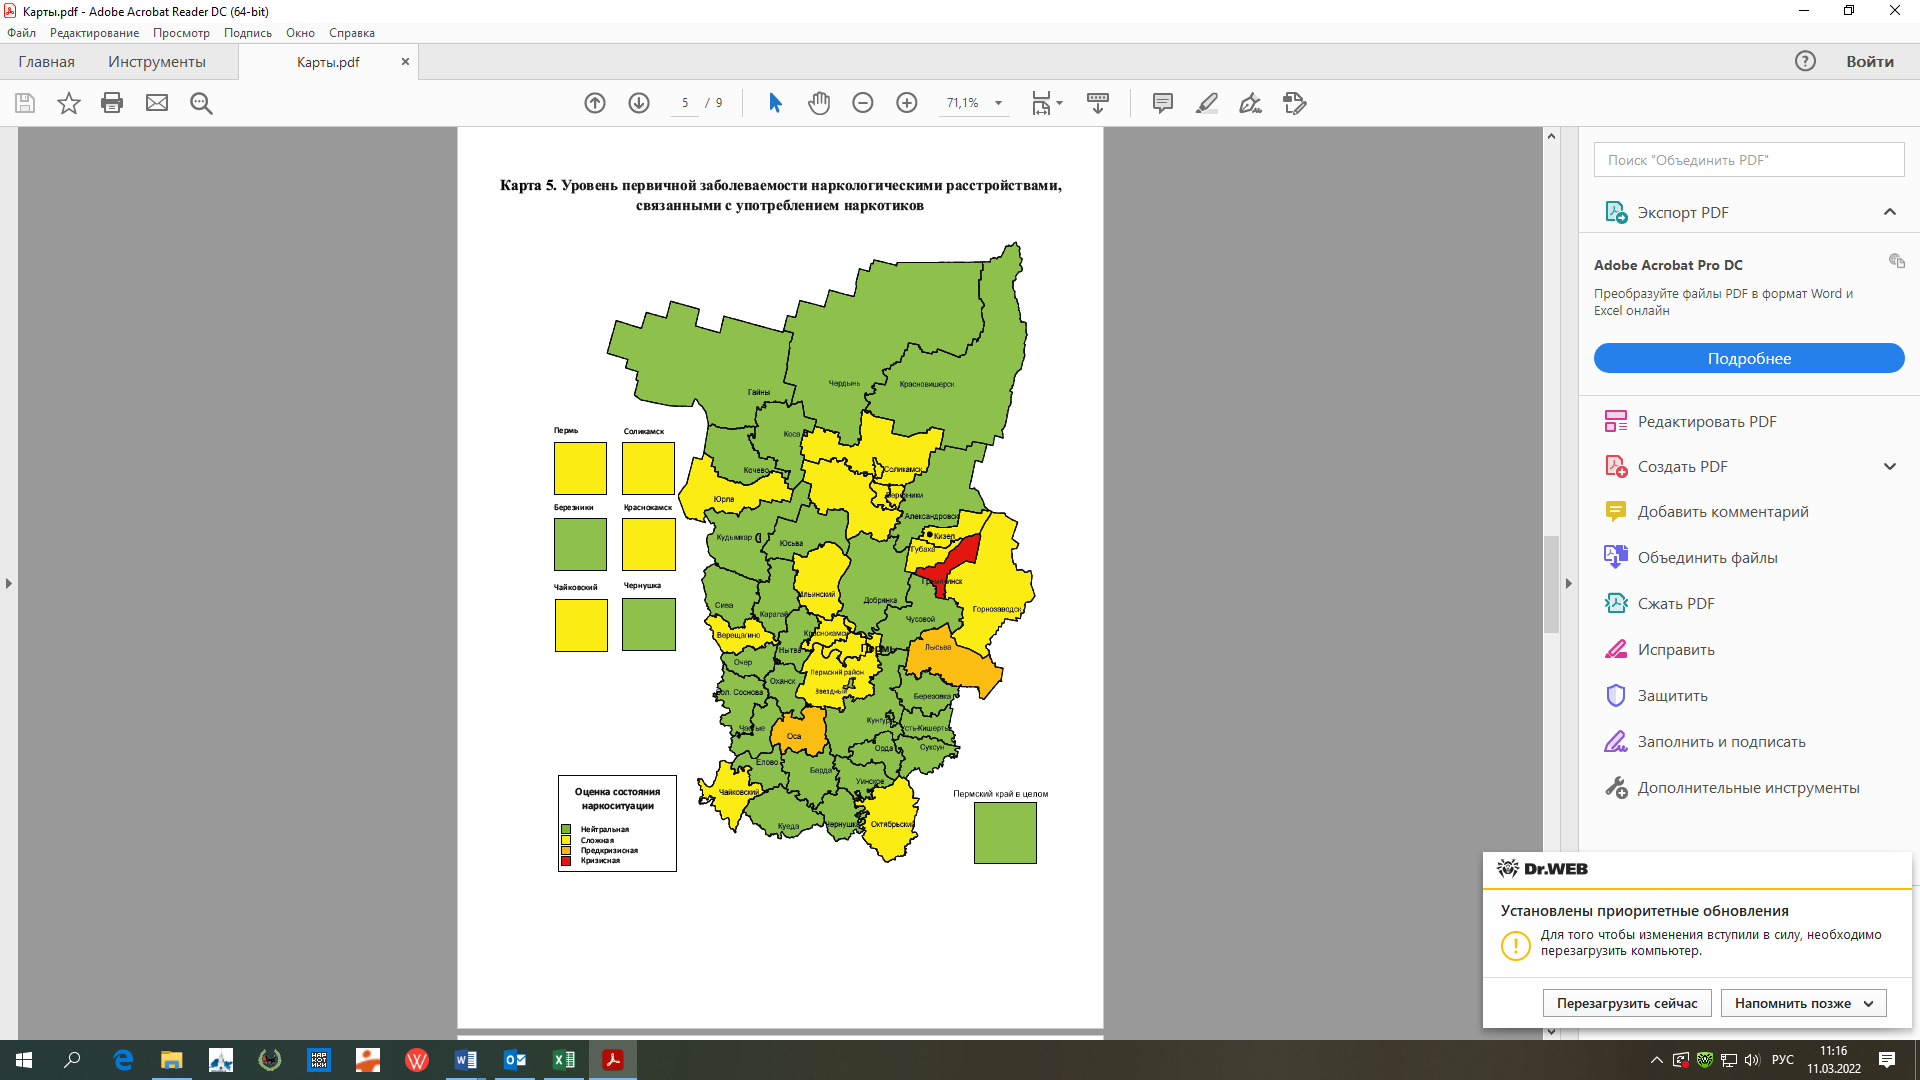 Карты.pdf - Adobe Acrobat Reader DC (64-bit)
Файл Редактирование Просмотр Подпись Окно Справка
Главная Инструменты Карты.pdf × ? Войти
5 / 9 71,1%
Карта 5. Уровень первичной заболеваемости наркологическими расстройствами,
связанными с употреблением наркотиков
Гайны
Чердынь
Красновишерск
Коса
Кочево
Соликамск
Юрла
Березники
Александровск
Кизел
Губаха
Кудымкар
Юсьва
Гремячинск
Ильинский
Добрянка
Горнозаводск
Сива
Карагай
Чусовой
Верещагино
Краснокамск
Нытва
Пермь
Лысьва
Очер
Пермский район
Оханск
Звездный
Бол. Соснова
Березовка
Частые
Кунгур
Усть-Кишерть
Оса
Орда
Суксун
Елово
Барда
Уинское
Чайковский
Куеда
Чернушка
Октябрьский
Пермь Соликамск
Березники Краснокамск
Чайковский Чернушка
Оценка состояния
наркоситуации
Нейтральная
Сложная
Предкризисная
Кризисная
Пермский край в целом
Поиск "Объединить PDF"
Экспорт PDF
Adobe Acrobat Pro DC
Преобразуйте файлы PDF в формат Word и
Excel онлайн
Подробнее
Редактировать PDF
Создать PDF
Добавить комментарий
Объединить файлы
Сжать PDF
Исправить
Защитить
Заполнить и подписать
Дополнительные инструменты
Dr.WEB
Установлены приоритетные обновления
Для того чтобы изменения вступили в силу, необходимо
перезагрузить компьютер.
Перезагрузить сейчас Напомнить позже
НАР
КОТ
ИКИ
РУС
11:16
11.03.2022